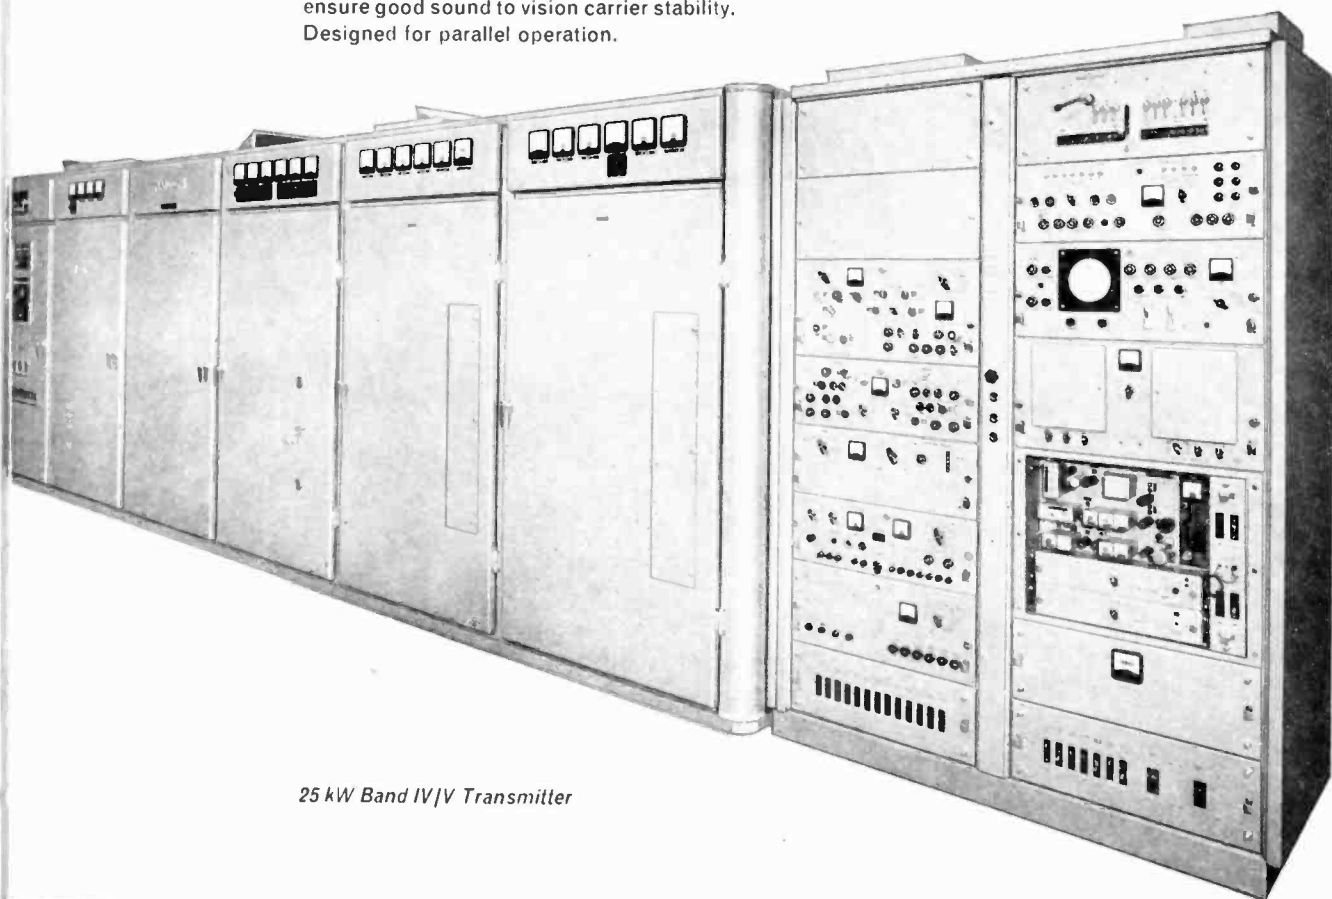 ensure good sound to vision carrier stability.
Designed for parallel operation.
25 kW Band IV/V Transmitter